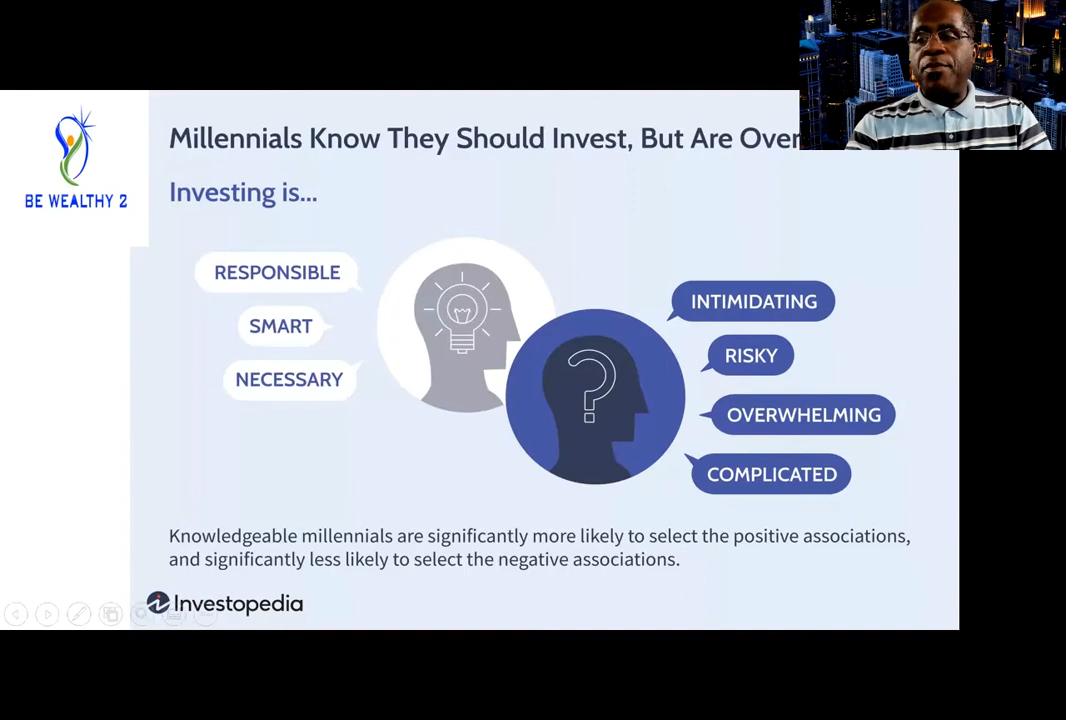 BE WEALTHY 2
Millennials Know They Should Invest, But Are Over
Investing is...
RESPONSIBLE
SMART
NECESSARY
INTIMIDATING
RISKY
OVERWHELMING
COMPLICATED
Knowledgeable millennials are significantly more likely to select the positive associations,
and significantly less likely to select the negative associations.
Investopedia